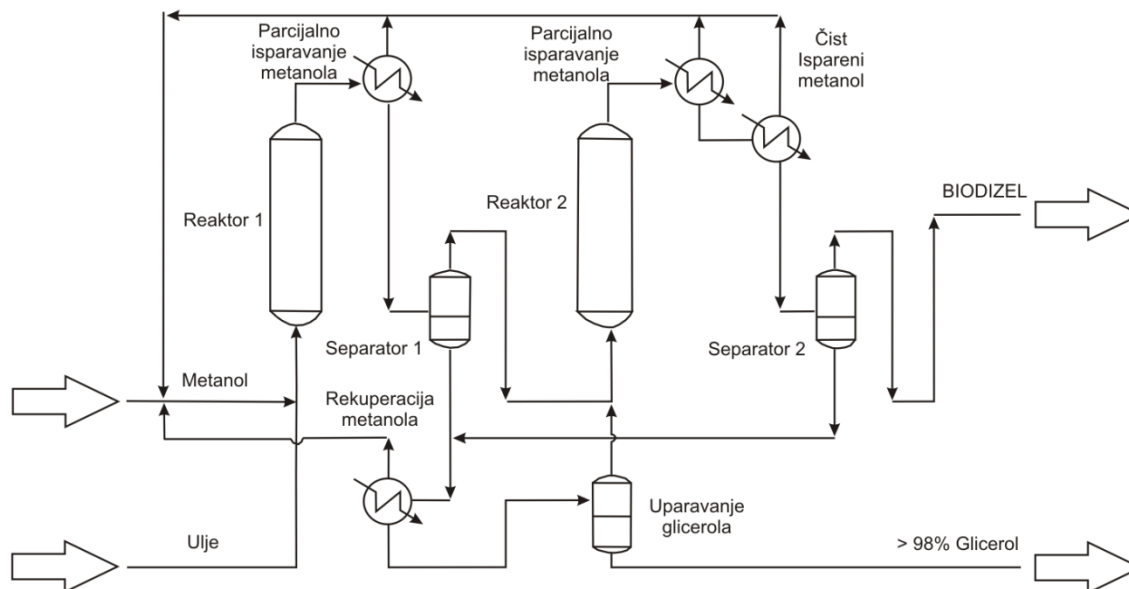 Parcijalno
isparavanje
metanola
Parcijalno
isparavanje
metanola
Čist
Ispareni
metanol
Reaktor 1
Reaktor 2
BIODIZEL
Separator 1
Separator 2
Metanol
Rekuperacija
metanola
Uparavanje
glicerola
Ulje
> 98% Glicerol